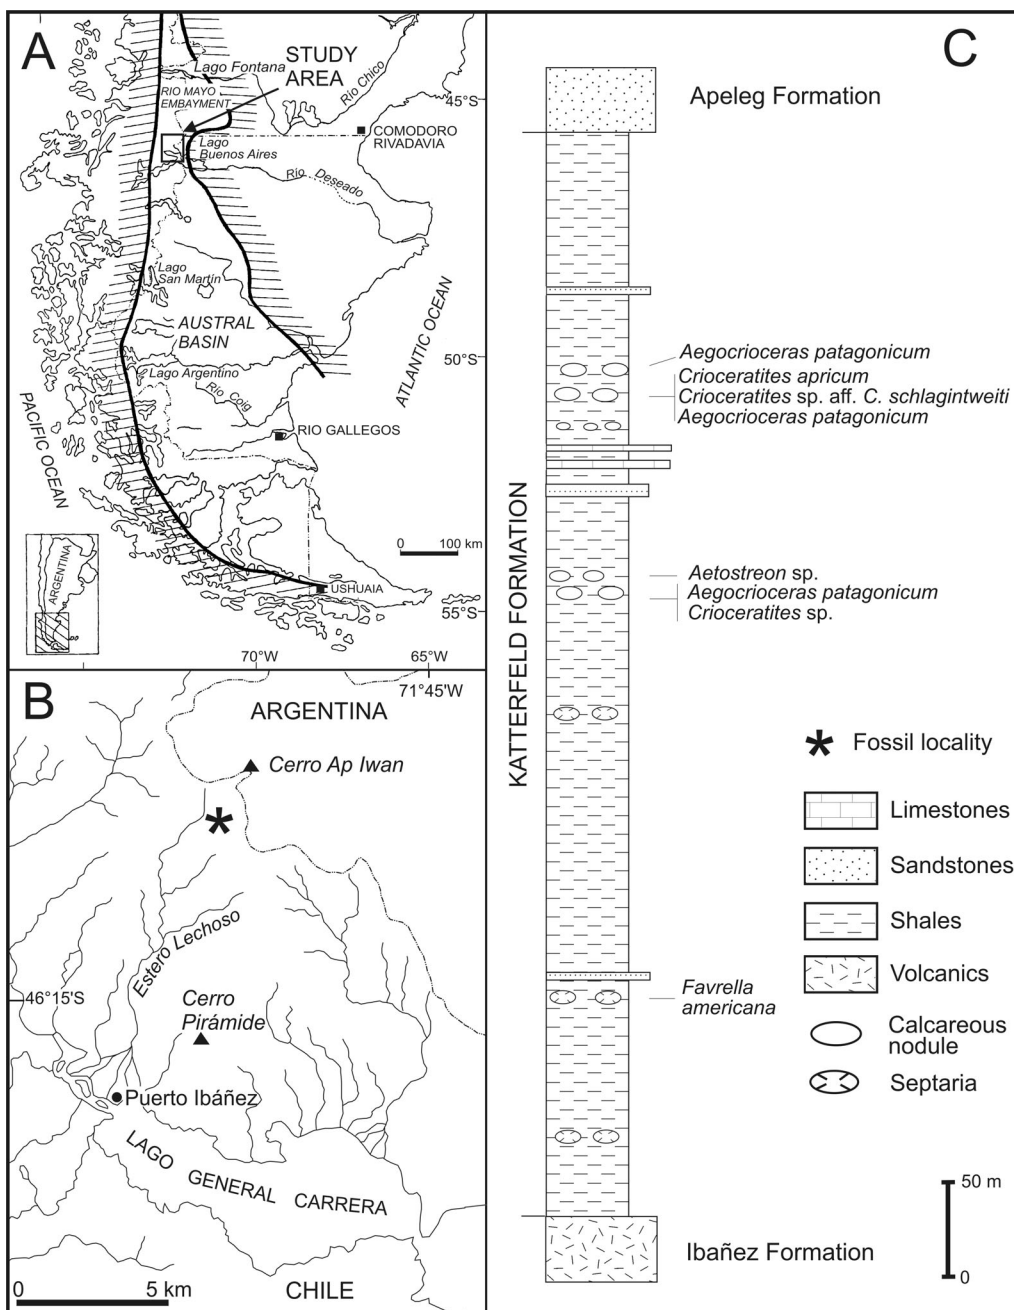 A
STUDY
AREA
Lago Fontana
RIO MAYO
EMBAYMENT
Río Chico
45°S
COMODORO
RIVADAVIA
Lago
Buenos Aires
Río Deseado
Lago
San Martín
AUSTRAL
BASIN
ATLANTIC OCEAN
50°S
Lago Argentino
Río Coig
PACIFIC OCEAN
RIO GALLEGOS
0 100 km
ARGENTINA
USHUAIA
55°S
70°W
65°W
B
71°45'W
ARGENTINA
Cerro Ap Iwan
*
Estero Lechoso
46°15'S
Cerro
Pirámide
Puerto Ibáñez
LAGO GENERAL CARRERA
0 5 km
CHILE
C
Apeleg Formation
KATTERFELD FORMATION
Aegocrioceras patagonicum
Crioceratites apricum
Crioceratites sp. aff. C. schlagintweiti
Aegocrioceras patagonicum
Aetostreon sp.
Aegocrioceras patagonicum
Crioceratites sp.
Favrella
americana
* Fossil locality
Limestones
Sandstones
Shales
Volcanics
Calcareous
nodule
Septaria
50 m
0
Ibañez Formation